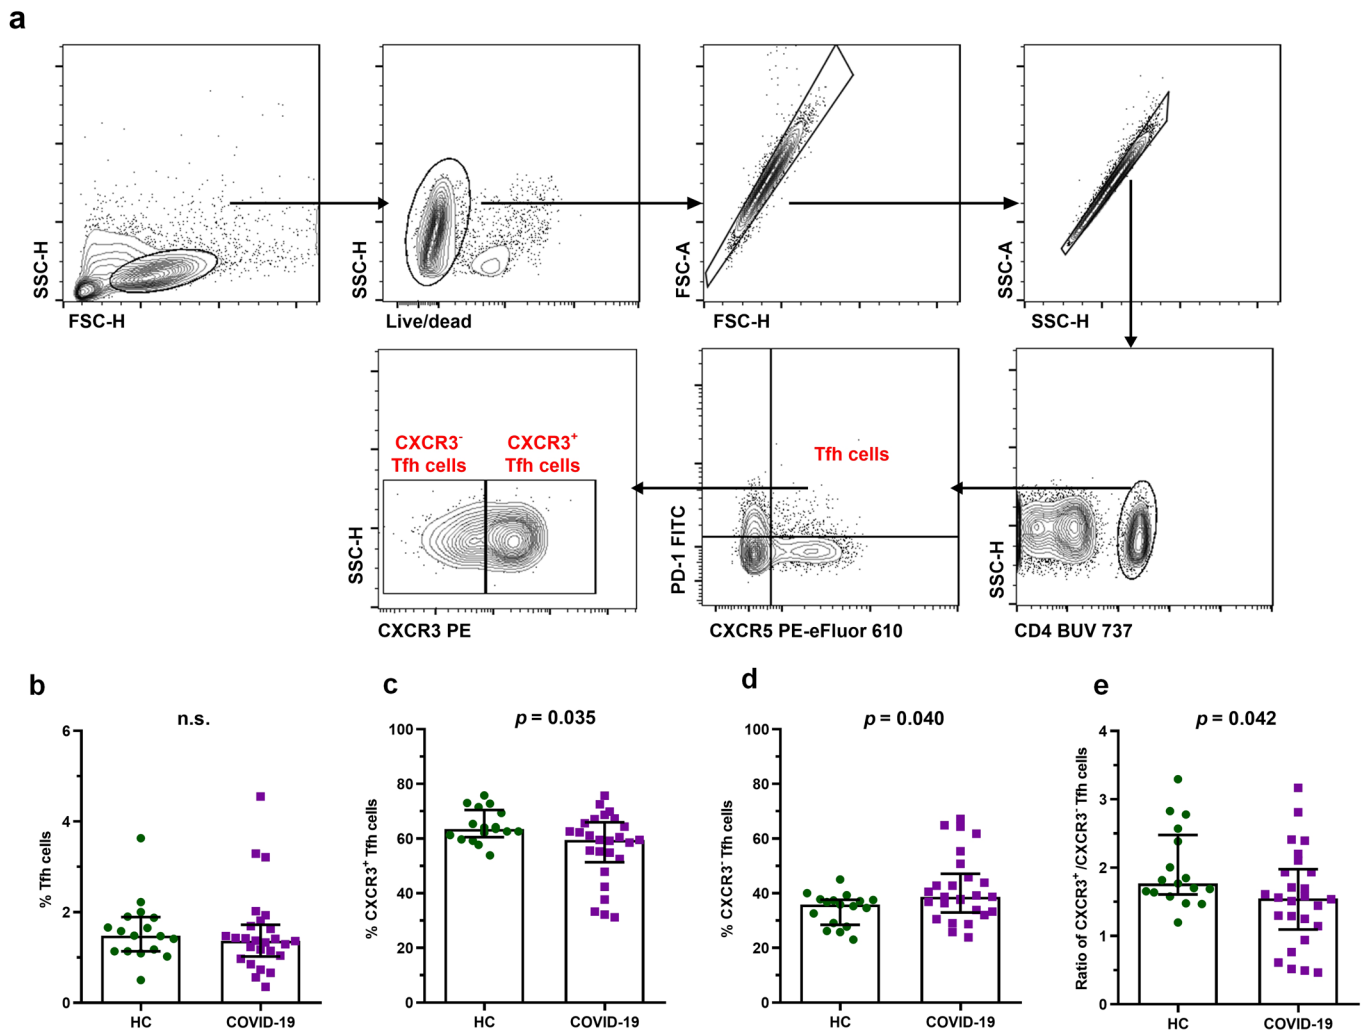 a
SSC-H
FSC-H
SSC-H
Live/dead
FSC-A
FSC-H
SSC-A
SSC-H
CXCR3⁻
Tfh cells
CXCR3⁺
Tfh cells
SSC-H
CXCR3 PE
Tfh cells
PD-1 FITC
CXCR5 PE-eFluor 610
SSC-H
CD4 BUV 737
b
n.s.
% Tfh cells
6
4
2
0
HC
COVID-19
c
p = 0.035
% CXCR3⁺ Tfh cells
100
80
60
40
20
0
HC
COVID-19
d
p = 0.040
% CXCR3⁻ Tfh cells
100
80
60
40
20
0
HC
COVID-19
e
p = 0.042
Ratio of CXCR3⁺/CXCR3⁻ Tfh cells
4
3
2
1
0
HC
COVID-19